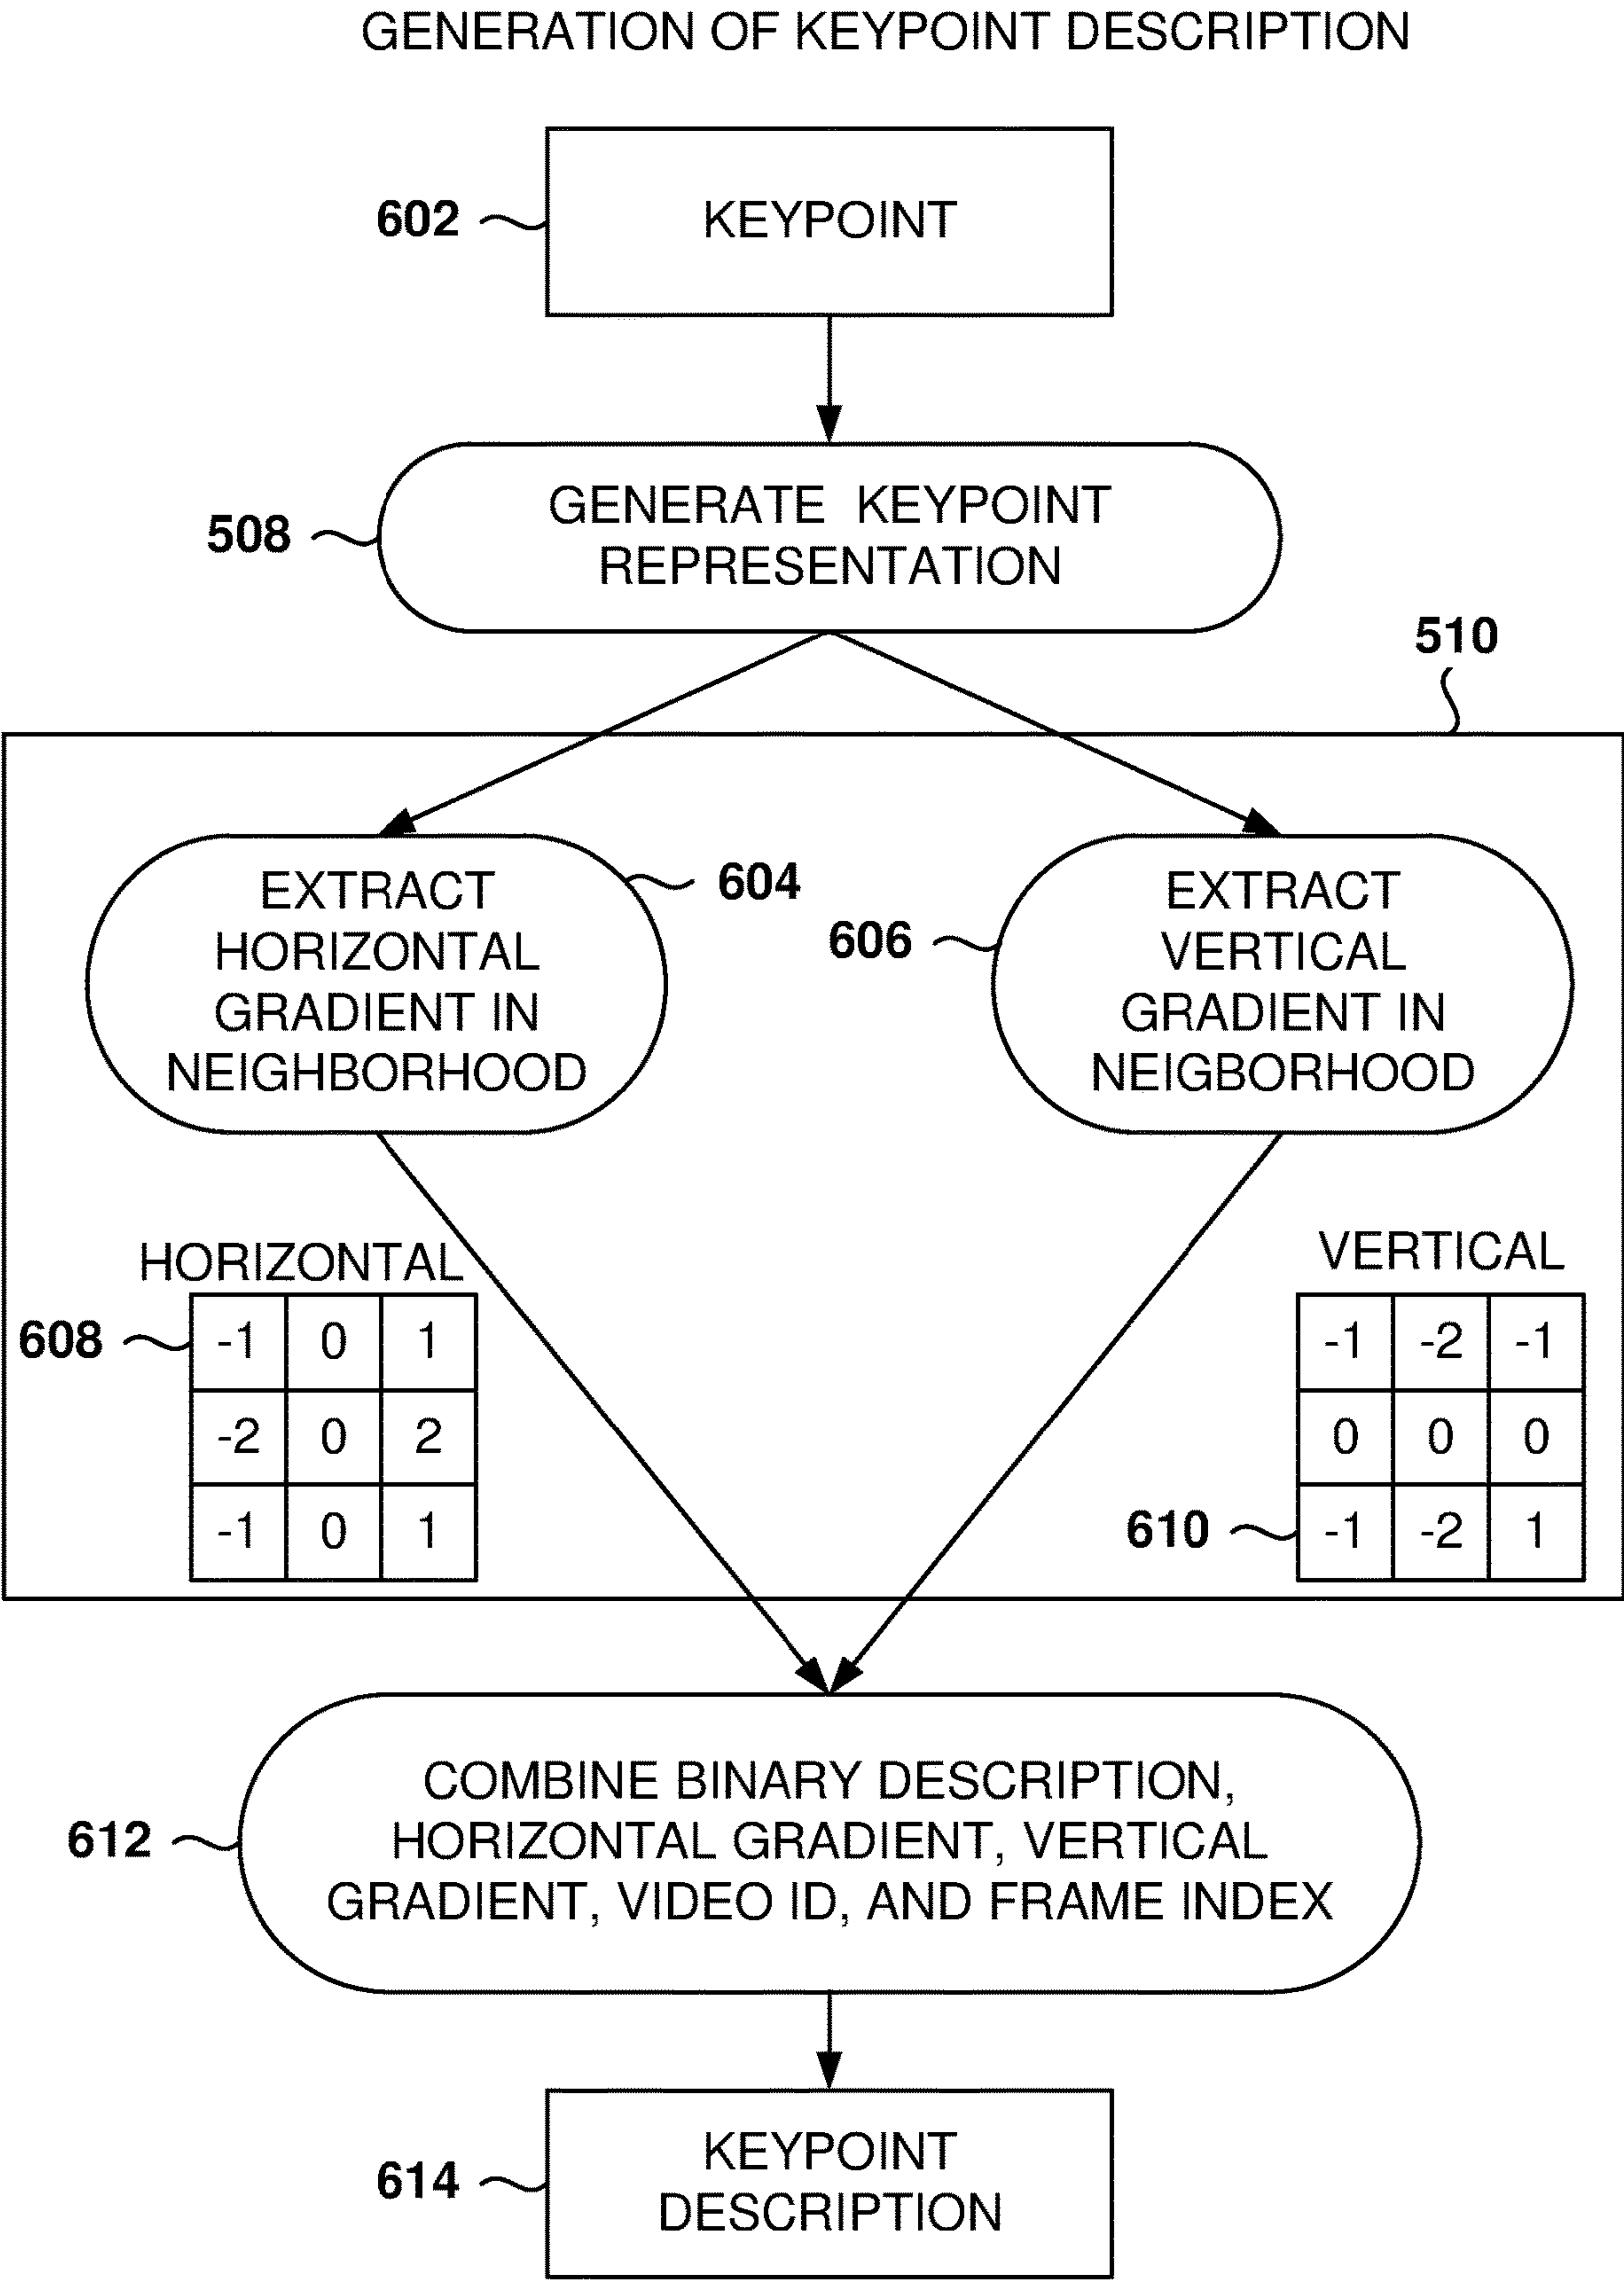 GENERATION OF KEYPOINT DESCRIPTION
602
KEYPOINT
508
GENERATE KEYPOINT
REPRESENTATION
510
EXTRACT
HORIZONTAL
GRADIENT IN
NEIGHBORHOOD
604
606
EXTRACT
VERTICAL
GRADIENT IN
NEIGBORHOOD
HORIZONTAL
608
-1 0 1
-2 0 2
-1 0 1
VERTICAL
-1 -2 -1
0 0 0
610
-1 -2 1
612
COMBINE BINARY DESCRIPTION,
HORIZONTAL GRADIENT, VERTICAL
GRADIENT, VIDEO ID, AND FRAME INDEX
614
KEYPOINT
DESCRIPTION